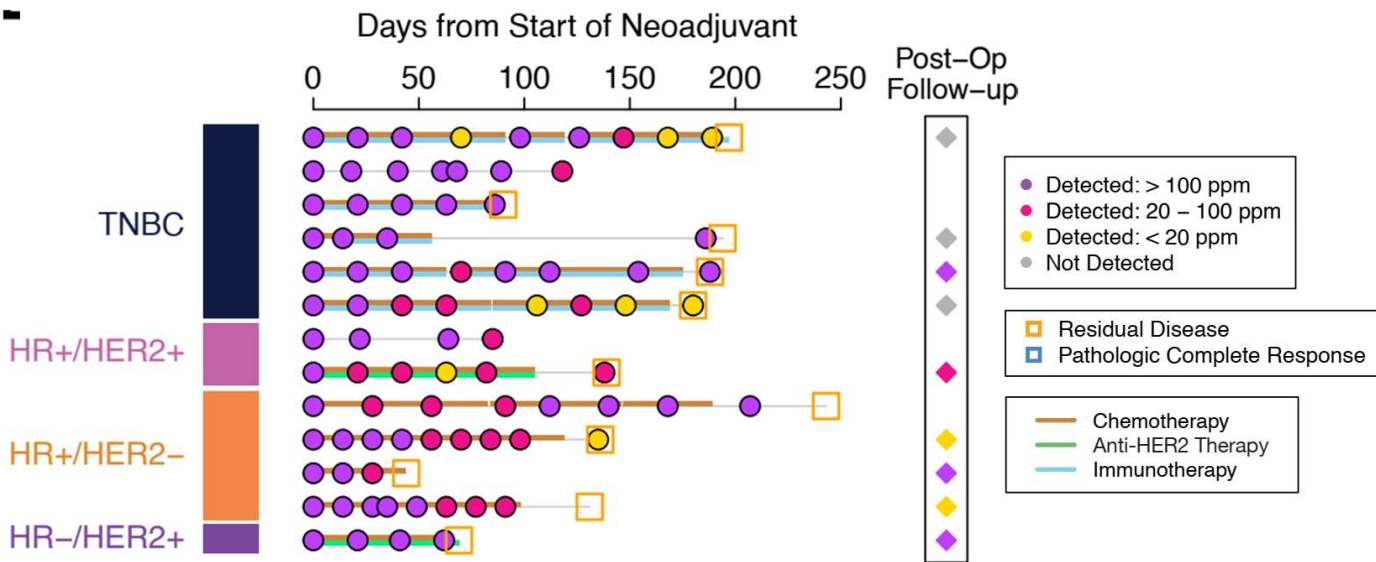 Days from Start of Neoadjuvant
0 50 100 150 200 250
Post−Op
Follow−up
TNBC
HR+/HER2+
HR+/HER2−
HR−/HER2+
Detected: > 100 ppm
Detected: 20 − 100 ppm
Detected: < 20 ppm
Not Detected
Residual Disease
Pathologic Complete Response
Chemotherapy
Anti-HER2 Therapy
Immunotherapy